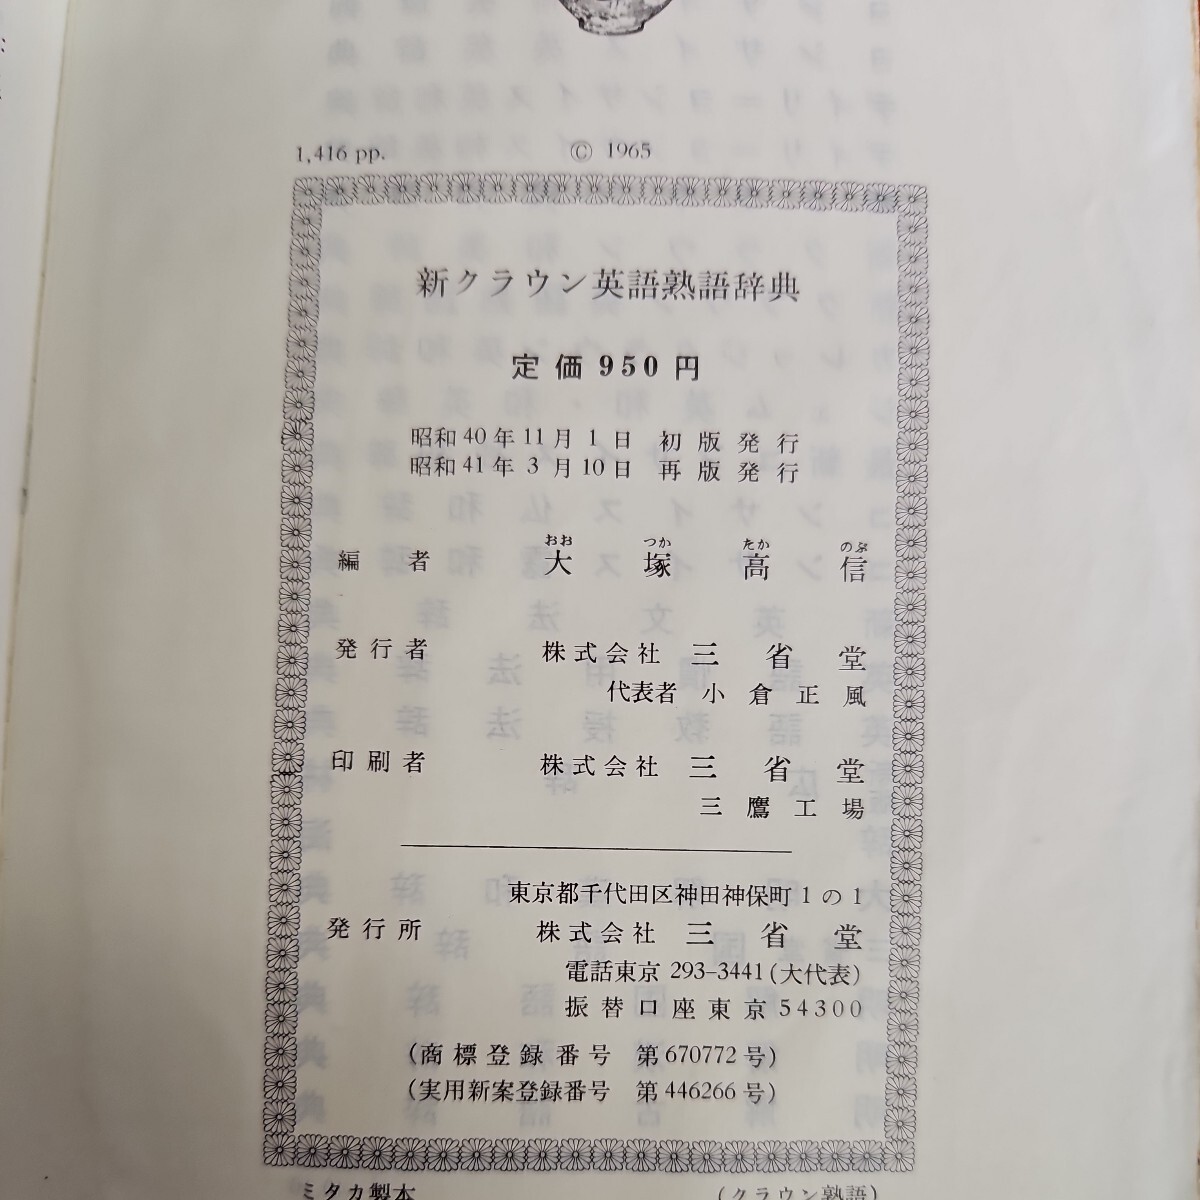 1,416 pp. © 1965
新クラウン英語熟語辞典
定価 950 円
昭和 40 年 11 月 1 日 初版発行
昭和 41 年 3 月 10 日 再版発行
おお つか たか のぶ
編者 大塚高信
発行者 株式会社 三省堂
代表者 小倉正風
印刷者 株式会社 三省堂
三鷹工場
東京都千代田区神田神保町 1 の 1
発行所 株式会社 三省堂
電話東京 293-3441 (大代表)
振替口座東京 54300
(商標登録番号 第 670772 号)
(実用新案登録番号 第 446266 号)
ミタカ製本 (クラウン熟語)